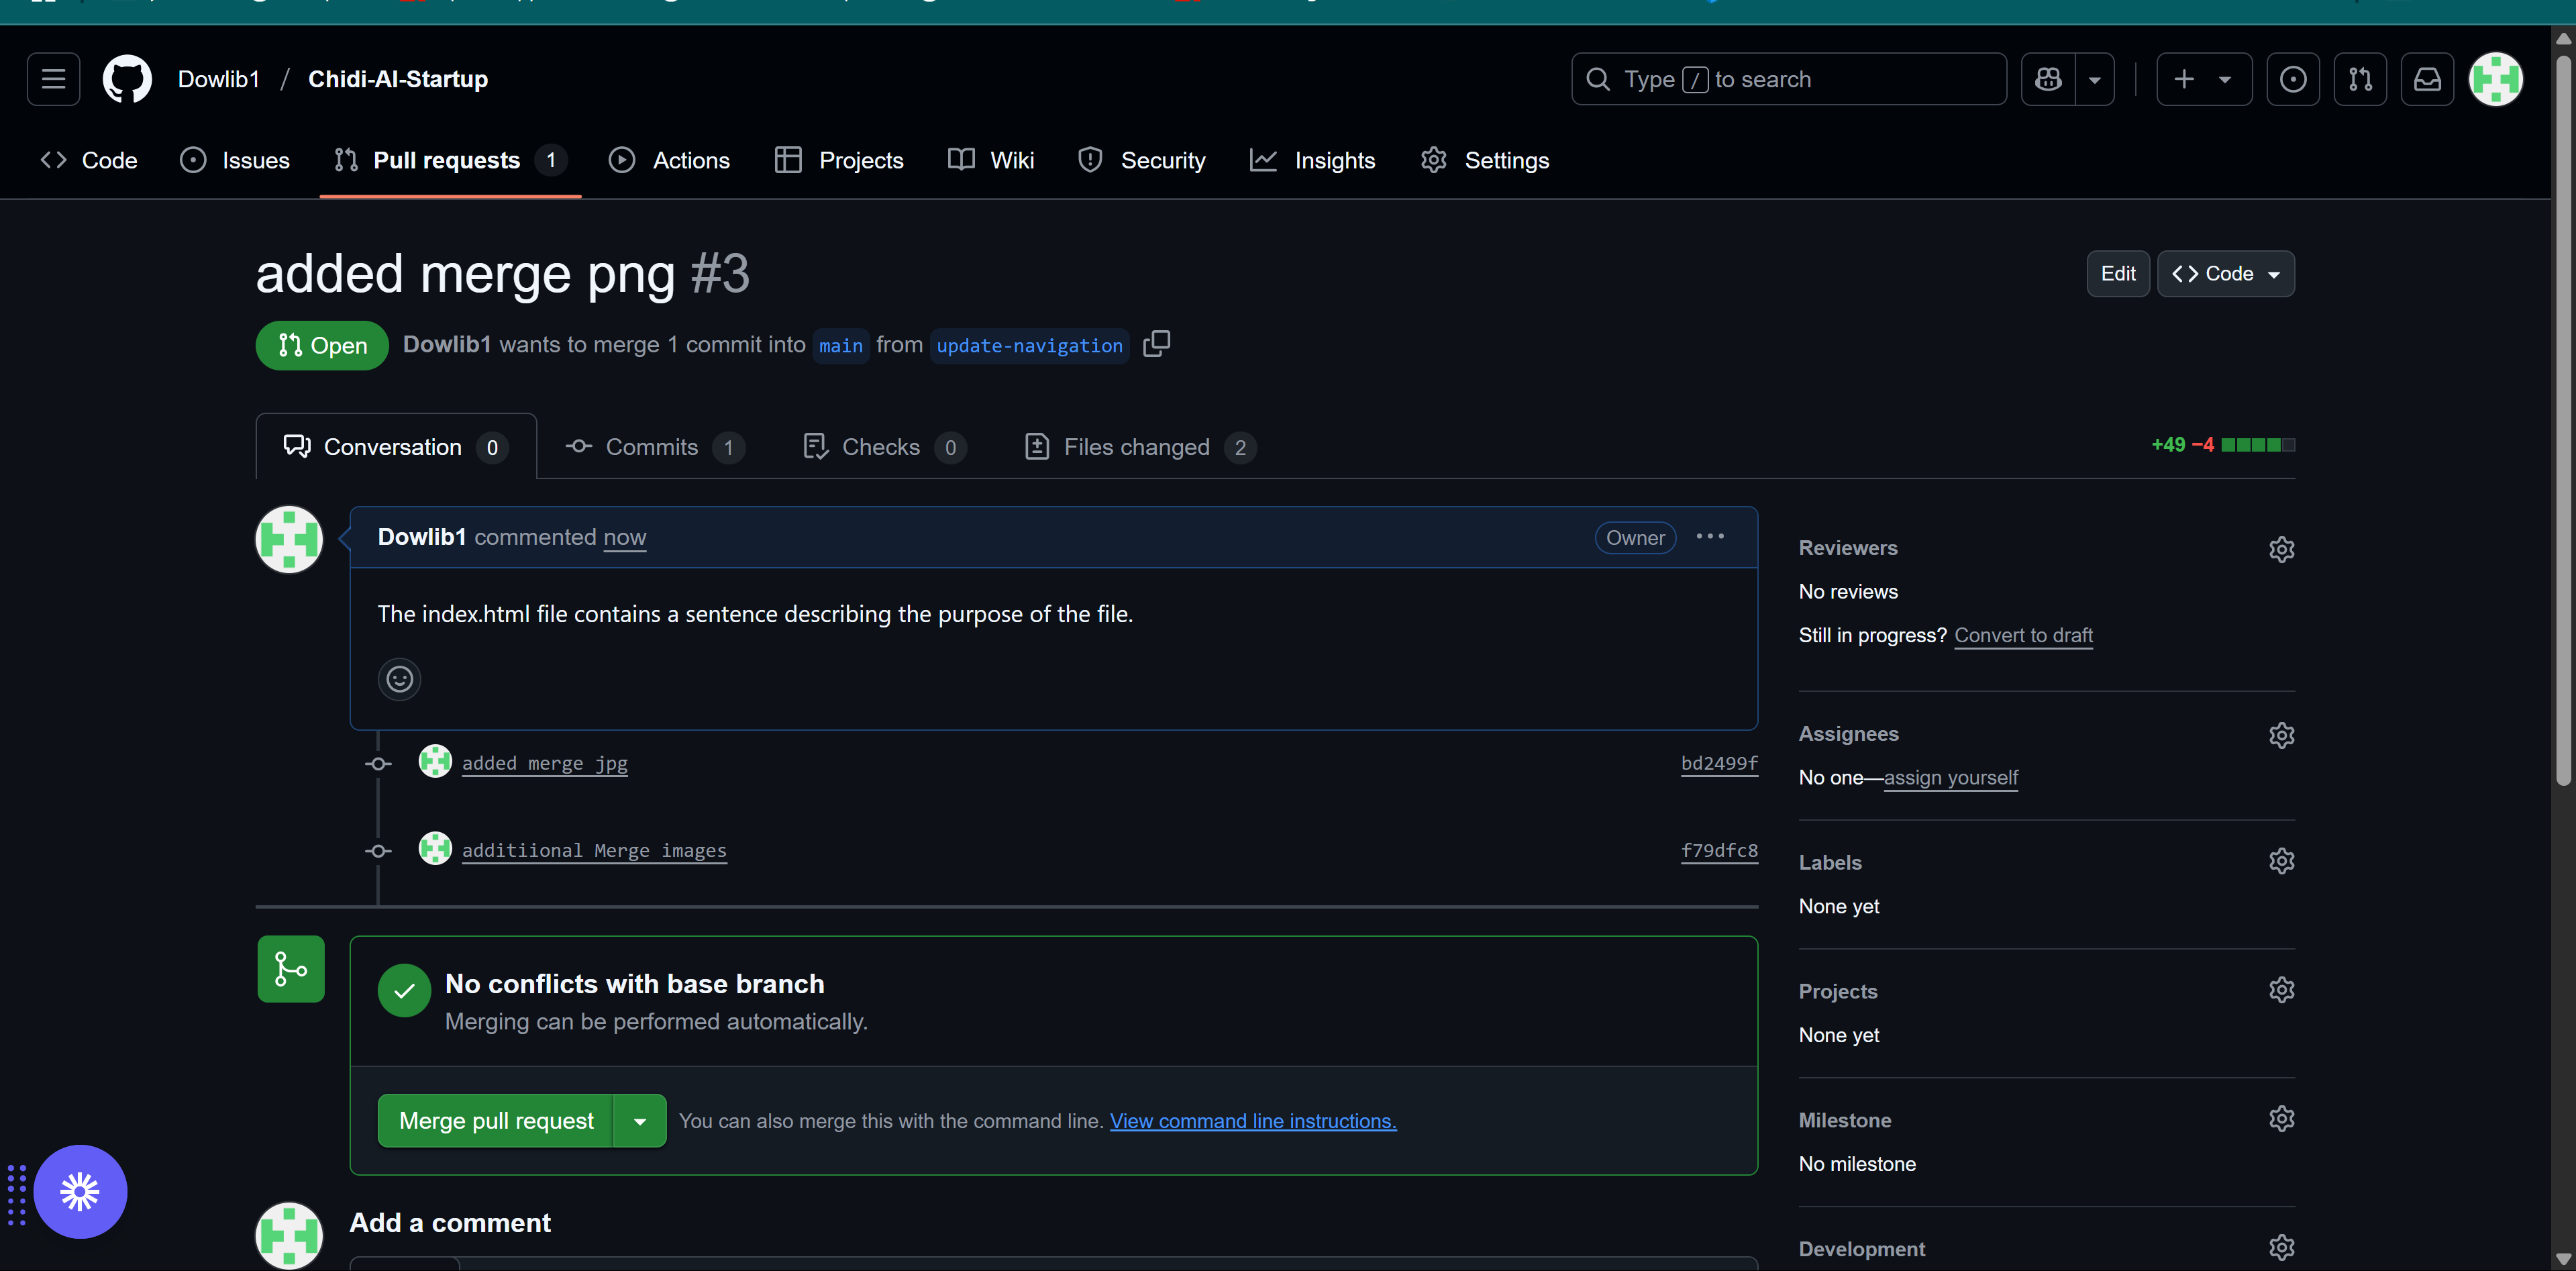 Dowlib1 / Chidi-AI-Startup
Type / to search
Code Issues Pull requests 1 Actions Projects Wiki Security Insights Settings
added merge png #3
Edit
Code
Open
Dowlib1 wants to merge 1 commit into main from update-navigation
Conversation 0
Commits 1
Checks 0
Files changed 2
+49 −4
Dowlib1 commented now
Owner
The index.html file contains a sentence describing the purpose of the file.
added merge jpg
bd2499f
additiional Merge images
f79dfc8
No conflicts with base branch
Merging can be performed automatically.
Merge pull request
You can also merge this with the command line. View command line instructions.
Add a comment
Reviewers
No reviews
Still in progress? Convert to draft
Assignees
No one—assign yourself
Labels
None yet
Projects
None yet
Milestone
No milestone
Development